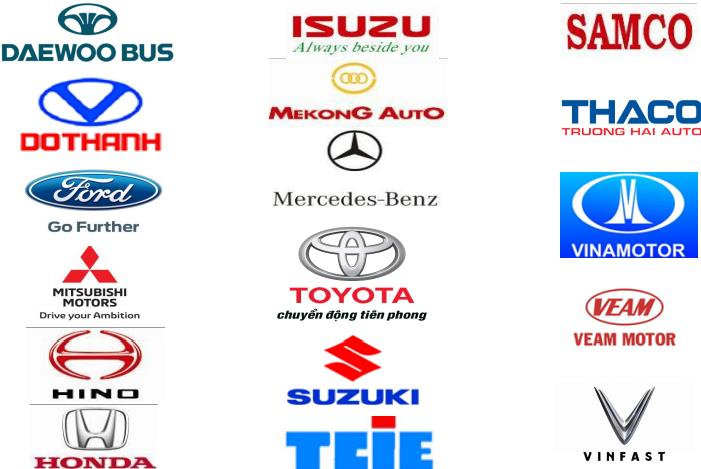 DAEWOO BUS
DOTHANH
Ford
Go Further
MITSUBISHI
MOTORS
Drive your Ambition
HINO
HONDA
ISUZU
Always beside you
MEKONG AUTO
Mercedes-Benz
TOYOTA
chuyển động tiên phong
SUZUKI
TCIE
SAMCO
THACO
TRUONG HAI AUTO
VINAMOTOR
VEAM
VEAM MOTOR
VINFAST